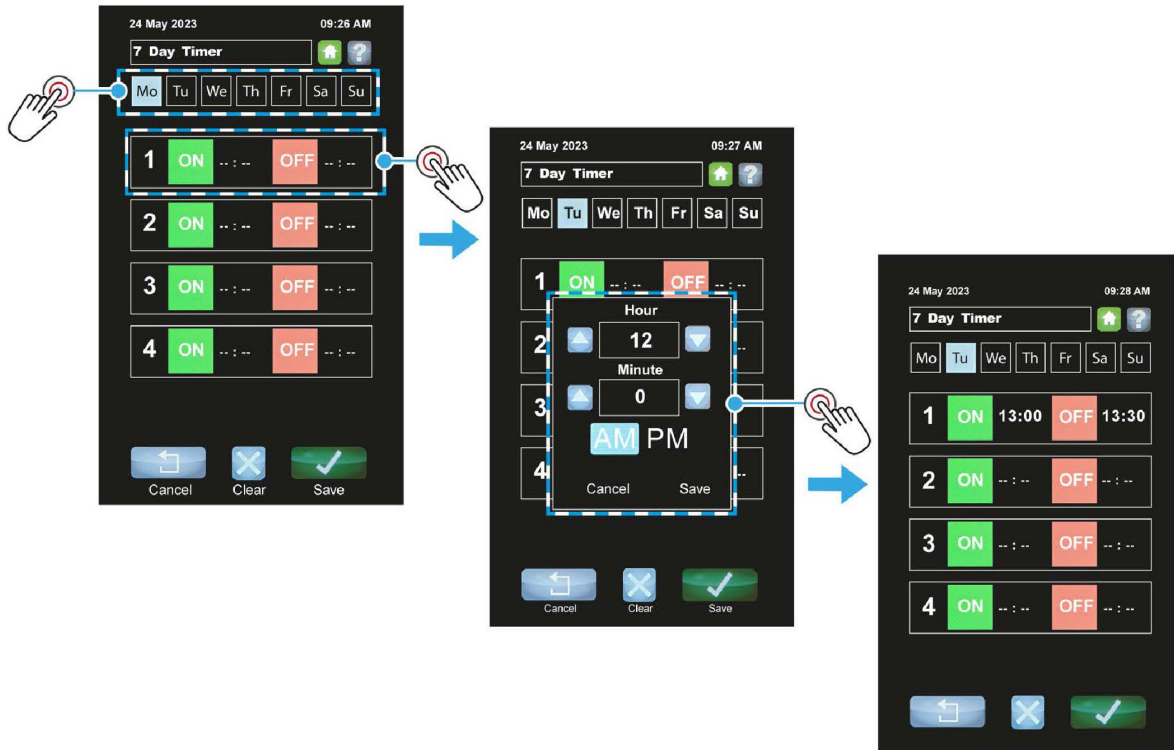 24 May 2023 09:26 AM
7 Day Timer ?
Mo Tu We Th Fr Sa Su
1 ON --:-- OFF --:--
2 ON --:-- OFF --:--
3 ON --:-- OFF --:--
4 ON --:-- OFF --:--
Cancel Clear Save
24 May 2023 09:27 AM
7 Day Timer ?
Mo Tu We Th Fr Sa Su
1 ON --:-- OFF --:--
Hour
2 12 --
Minute
3 0
AM PM
4 --
Cancel Save
Cancel Clear Save
24 May 2023 09:28 AM
7 Day Timer ?
Mo Tu We Th Fr Sa Su
1 ON 13:00 OFF 13:30
2 ON --:-- OFF --:--
3 ON --:-- OFF --:--
4 ON --:-- OFF --:--